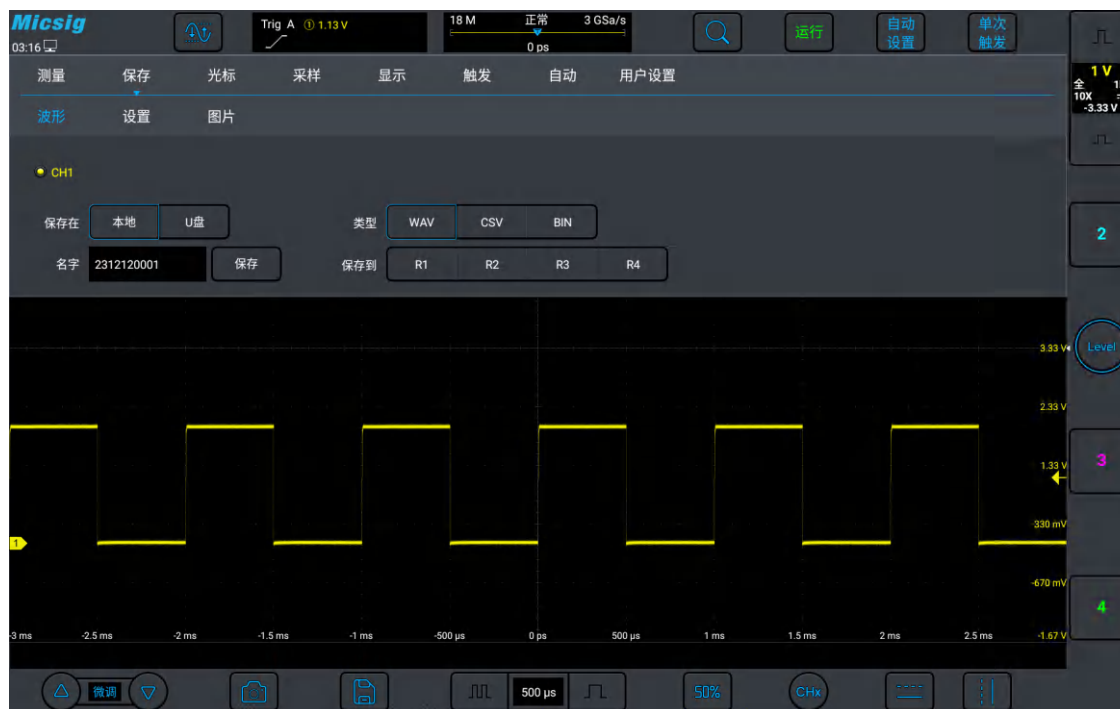 Micsig
03:16
Trig A ① 1.13 V
18 M 正常 3 GSa/s
0 ps
运行
自动设置
单次触发
测量 保存 光标 采样 显示 触发 自动 用户设置
1 V
全
10X
-3.33 V
波形 设置 图片
CH1
保存在 本地 U盘 类型 WAV CSV BIN
名字 2312120001 保存 保存到 R1 R2 R3 R4
2
3.33 V
Level
2.33 V
1.33 V
3
330 mV
1
-670 mV
4
-3 ms -2.5 ms -2 ms -1.5 ms -1 ms -500 μs 0 ps 500 μs 1 ms 1.5 ms 2 ms 2.5 ms -1.67 V
微调 500 μs 50% CHx